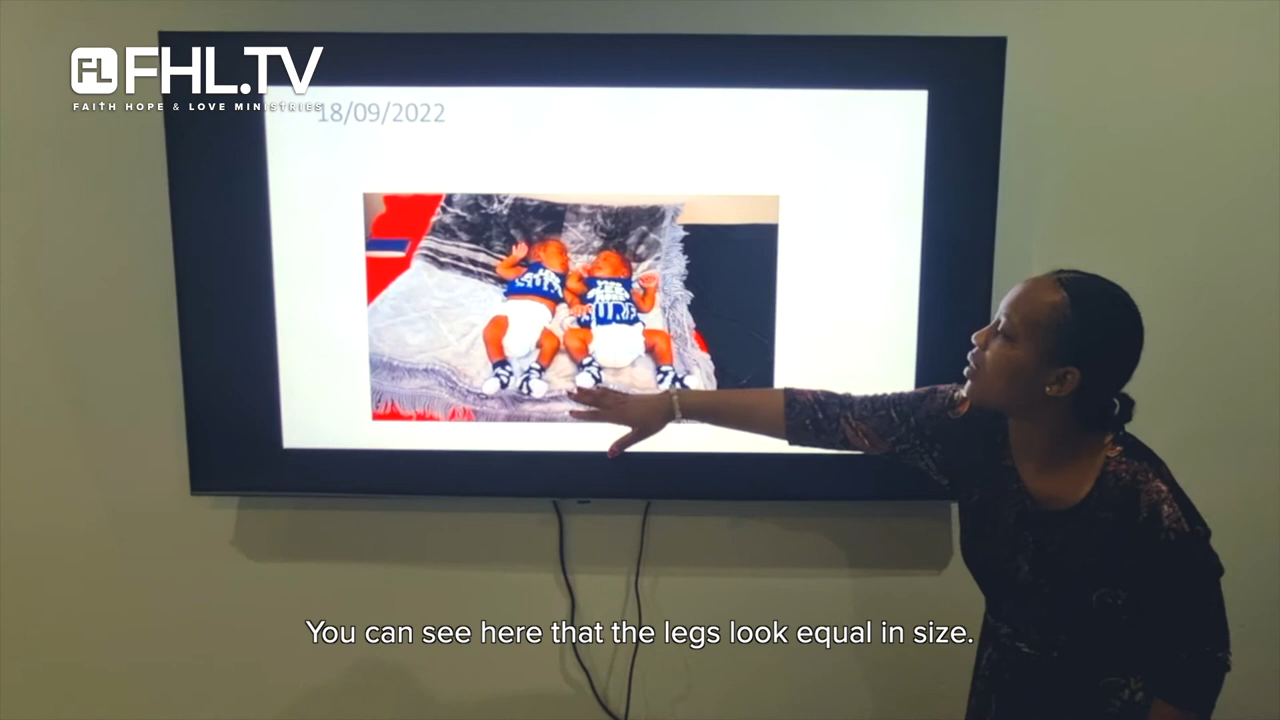 FL FHL.TV
FAITH HOPE & LOVE MINISTRIES
18/09/2022
You can see here that the legs look equal in size.